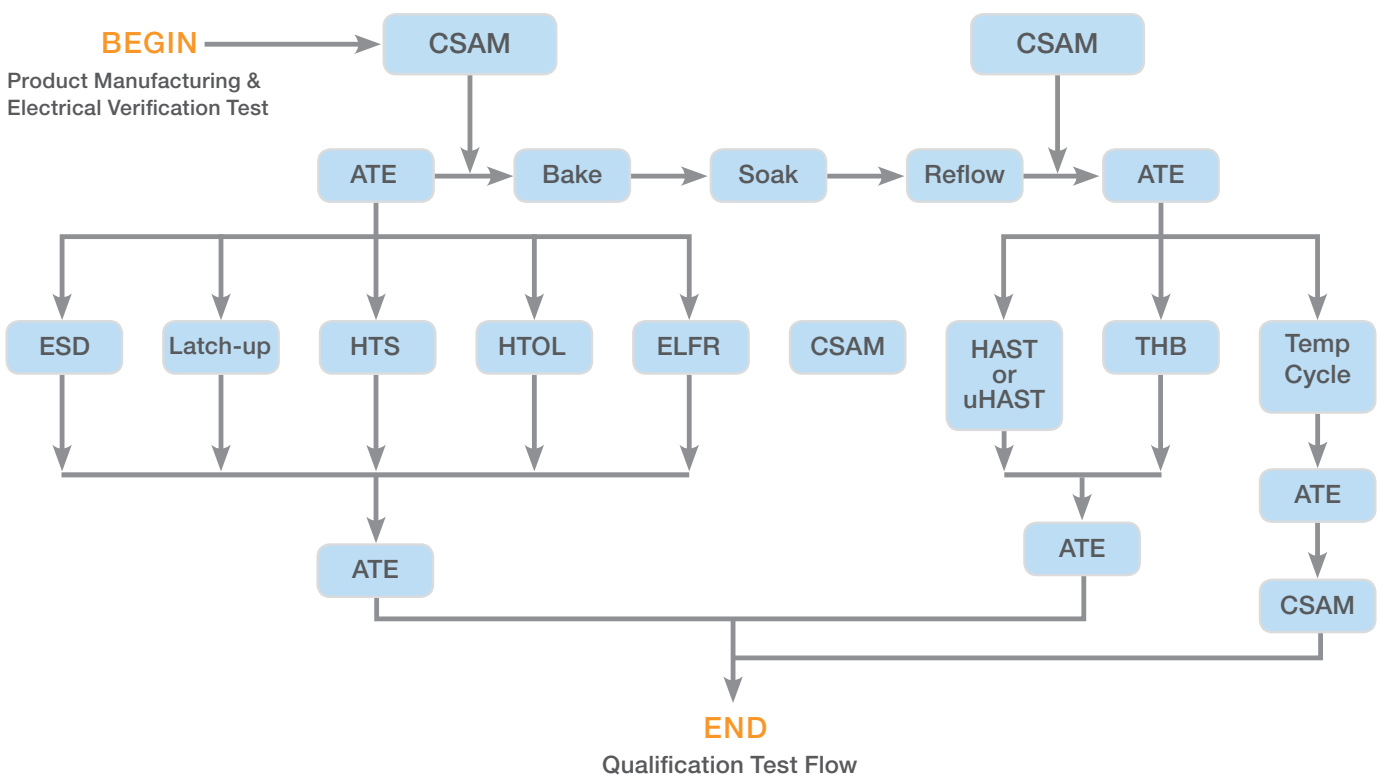 BEGIN
CSAM
CSAM
Product Manufacturing &
Electrical Verification Test
ATE
Bake
Soak
Reflow
ATE
ESD
Latch-up
HTS
HTOL
ELFR
CSAM
HAST
or
uHAST
THB
Temp
Cycle
ATE
ATE
ATE
CSAM
END
Qualification Test Flow